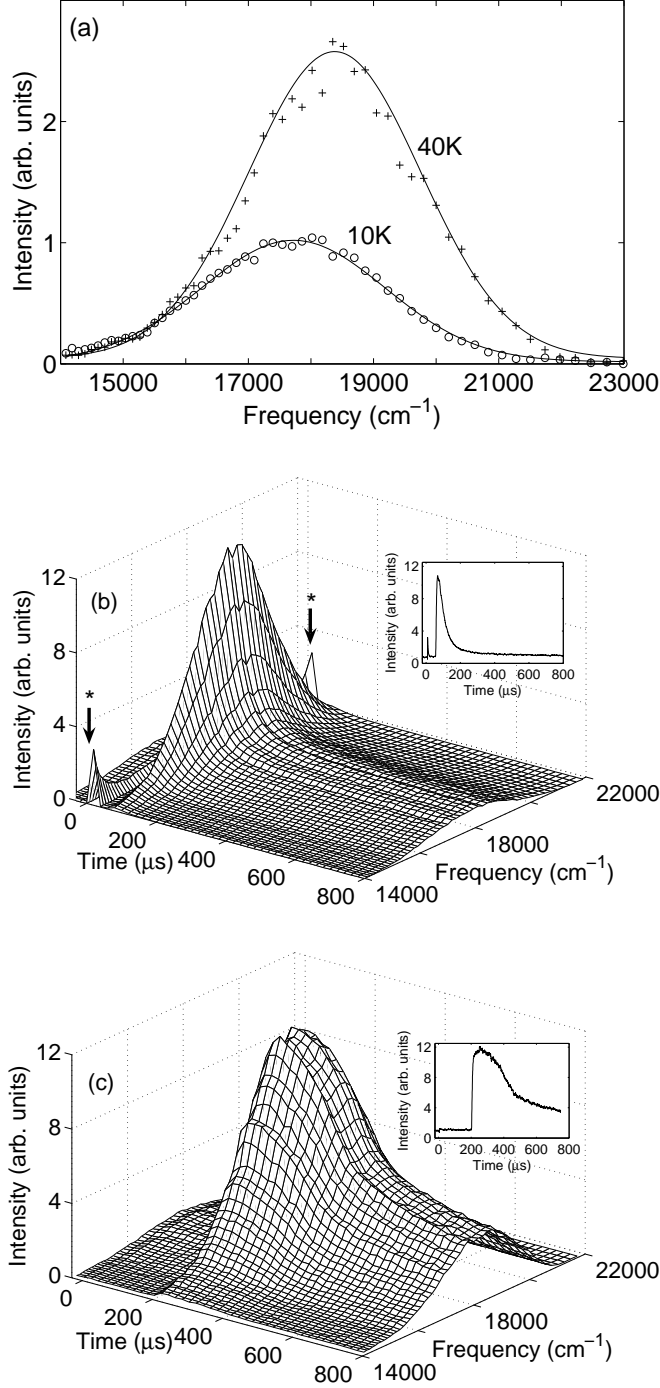 (a)
Intensity (arb. units)
2
1
0
40K
10K
15000 17000 19000 21000 23000
Frequency (cm⁻¹)
(b)
Intensity (arb. units)
12
8
4
0
*
*
0 200 400 600 800
Time (μs)
14000 18000 22000
Frequency (cm⁻¹)
Intensity (arb. units)
12
8
4
0
0 200 400 600 800
Time (μs)
(c)
Intensity (arb. units)
12
8
4
0
0 200 400 600 800
Time (μs)
14000 18000 22000
Frequency (cm⁻¹)
Intensity (arb. units)
12
8
4
0
0 200 400 600 800
Time (μs)